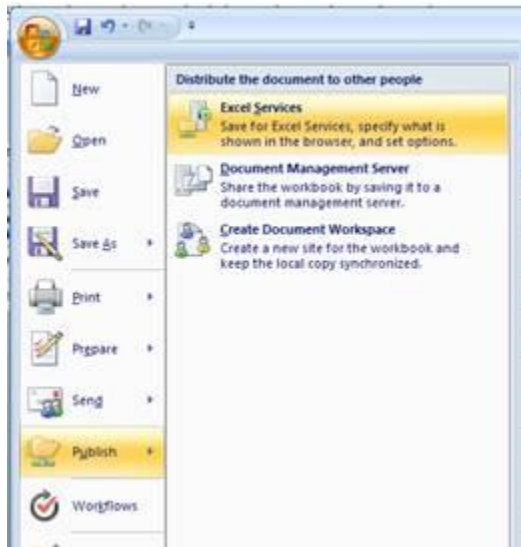 New
Open
Save
Save As
Print
Prepare
Send
Publish
Workflows
Distribute the document to other people
Excel Services
Save for Excel Services, specify what is
shown in the browser, and set options.
Document Management Server
Share the workbook by saving it to a
document management server.
Create Document Workspace
Create a new site for the workbook and
keep the local copy synchronized.